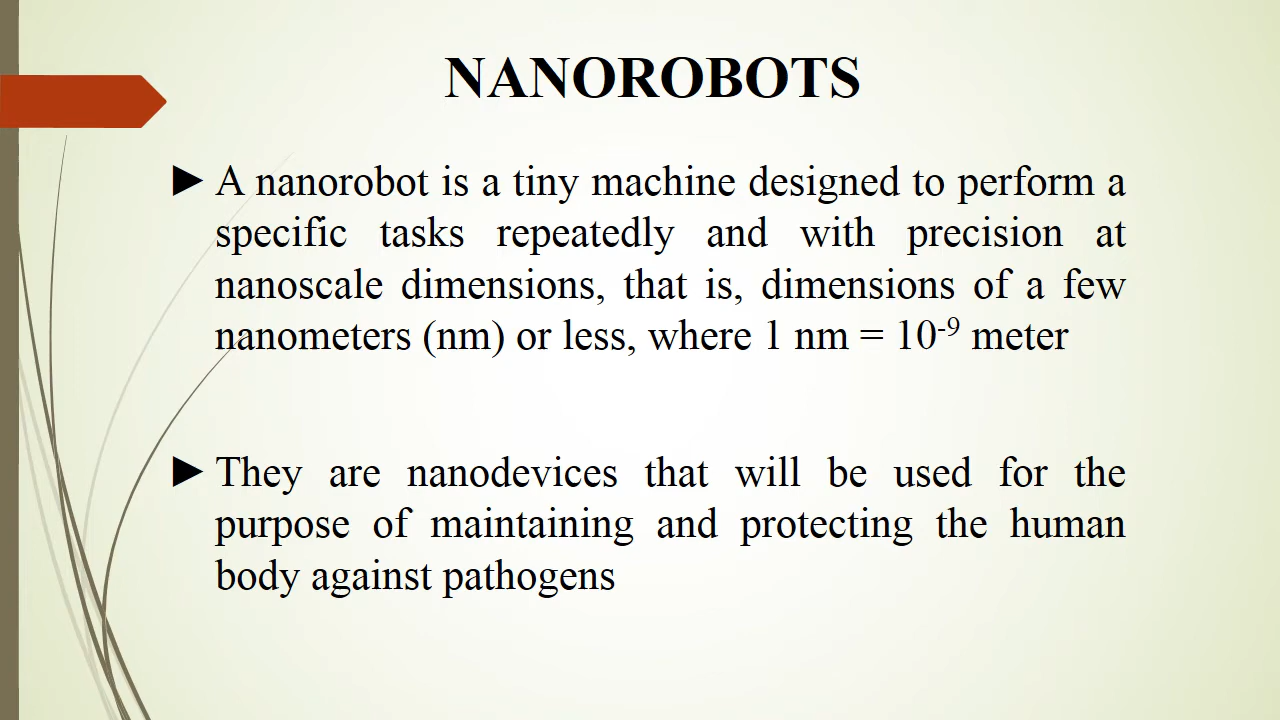 NANOROBOTS
► A nanorobot is a tiny machine designed to perform a
specific tasks repeatedly and with precision at
nanoscale dimensions, that is, dimensions of a few
nanometers (nm) or less, where 1 nm = 10⁻⁹ meter
► They are nanodevices that will be used for the
purpose of maintaining and protecting the human
body against pathogens